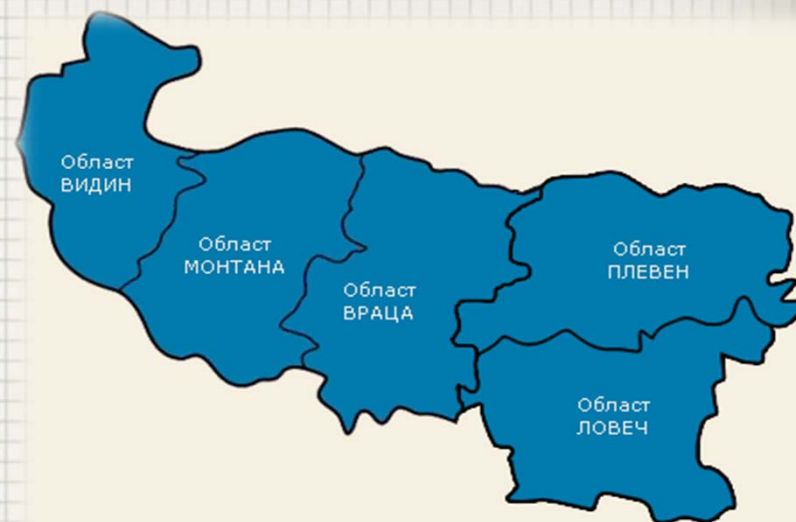 Област
ВИДИН
Област
МОНТАНА
Област
ВРАЦА
Област
ПЛЕВЕН
Област
ЛОВЕЧ